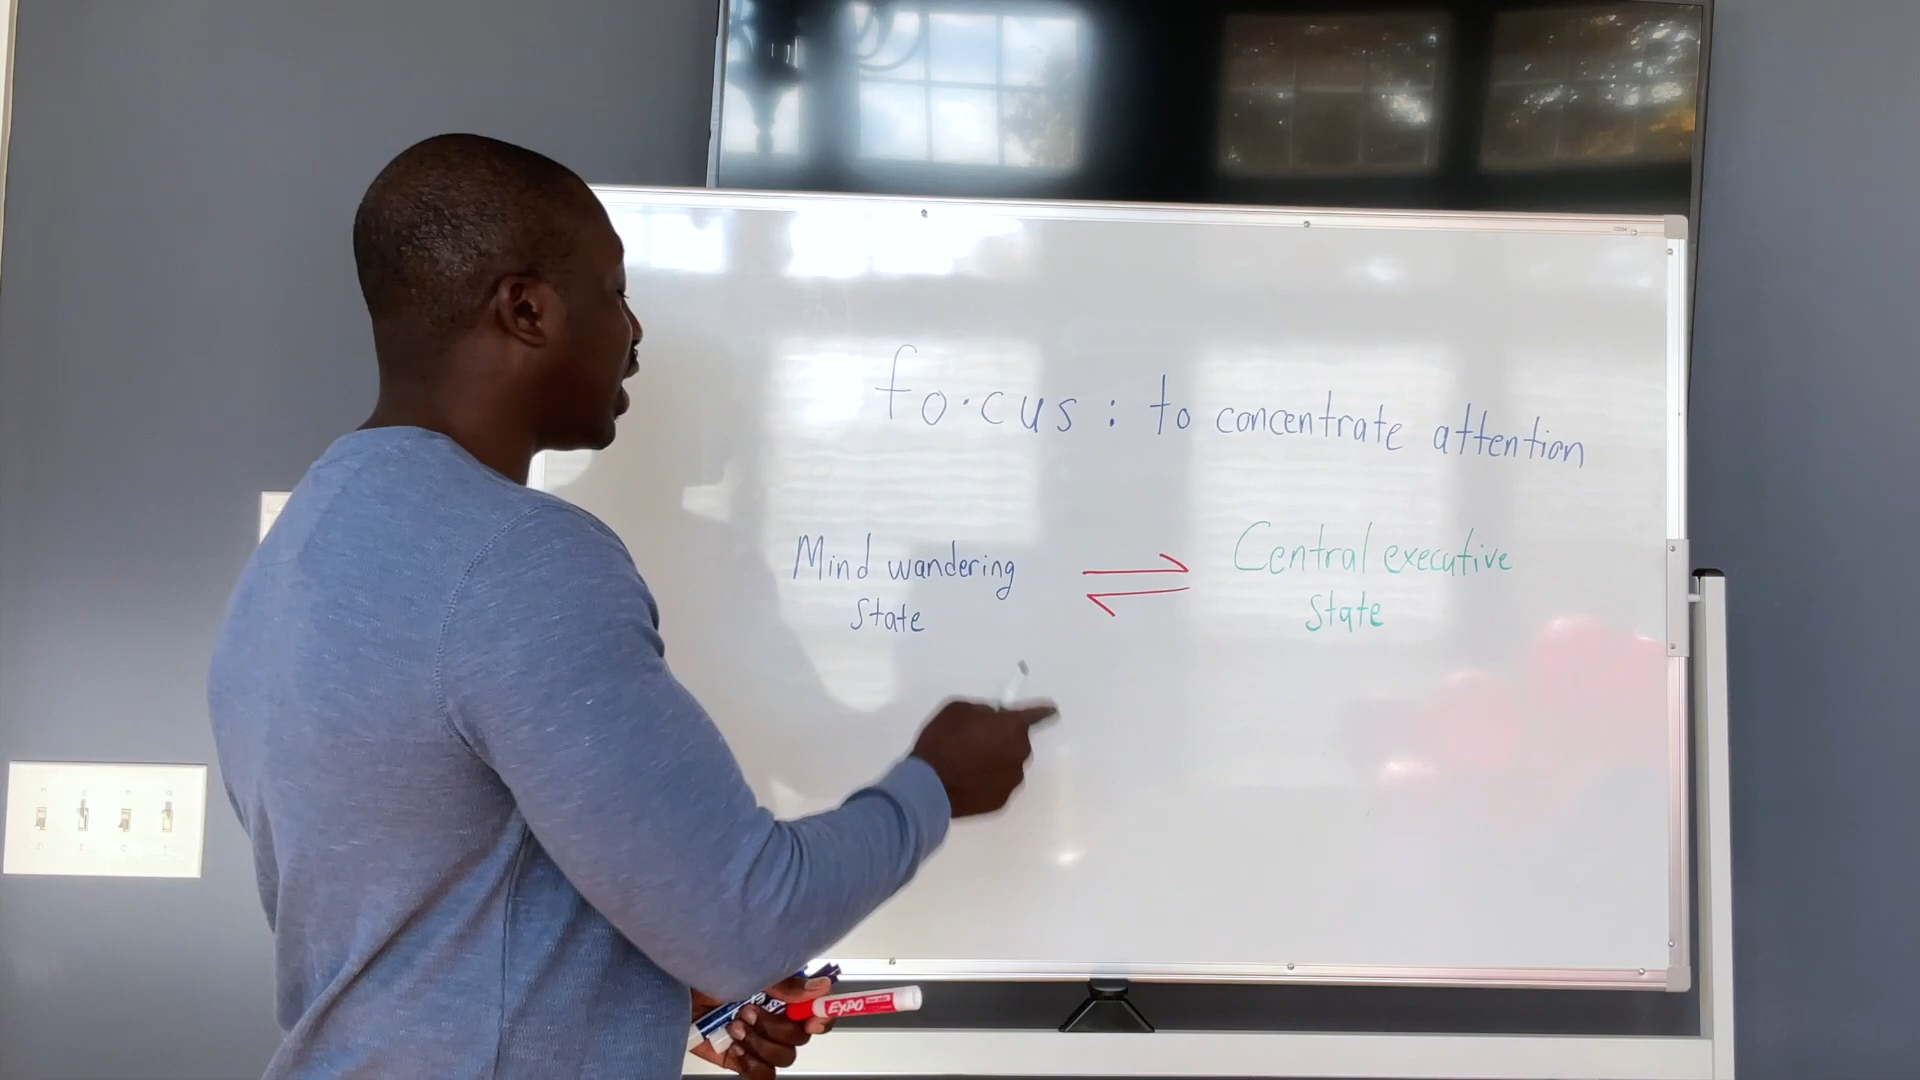 fo·cus : to concentrate attention
Mind wandering
State
Central executive
State
EXPO